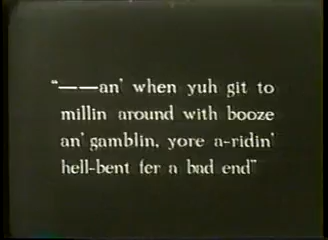 "——an' when yuh git to
millin around with booze
an' gamblin, yore a-ridin'
hell-bent fer a bad end"